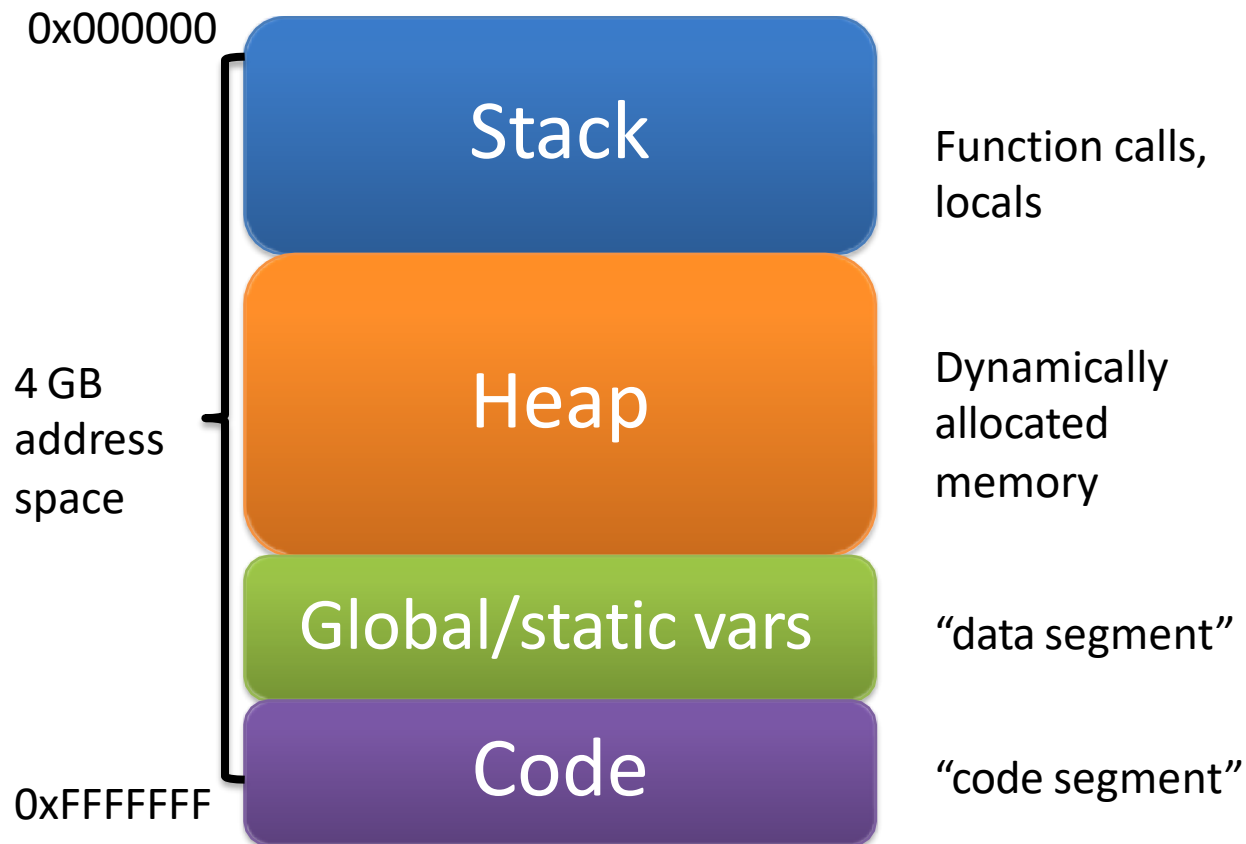 0x000000
Stack
Function calls,
locals
4 GB
address
space
Heap
Dynamically
allocated
memory
Global/static vars
“data segment”
Code
“code segment”
0xFFFFFFF